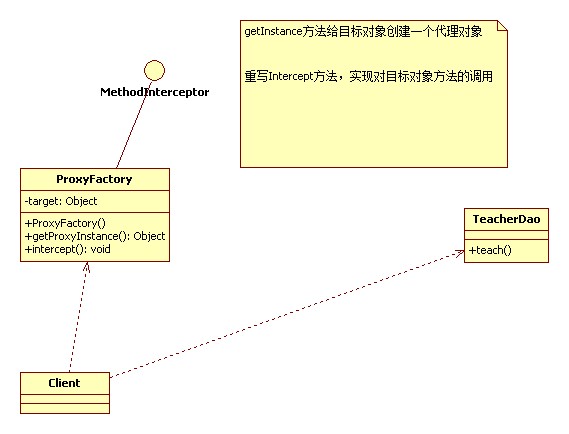 getInstance方法给目标对象创建一个代理对象
重写Intercept方法，实现对目标对象方法的调用
MethodInterceptor
ProxyFactory
-target: Object
+ProxyFactory()
+getProxyInstance(): Object
+intercept(): void
TeacherDao
+teach()
Client